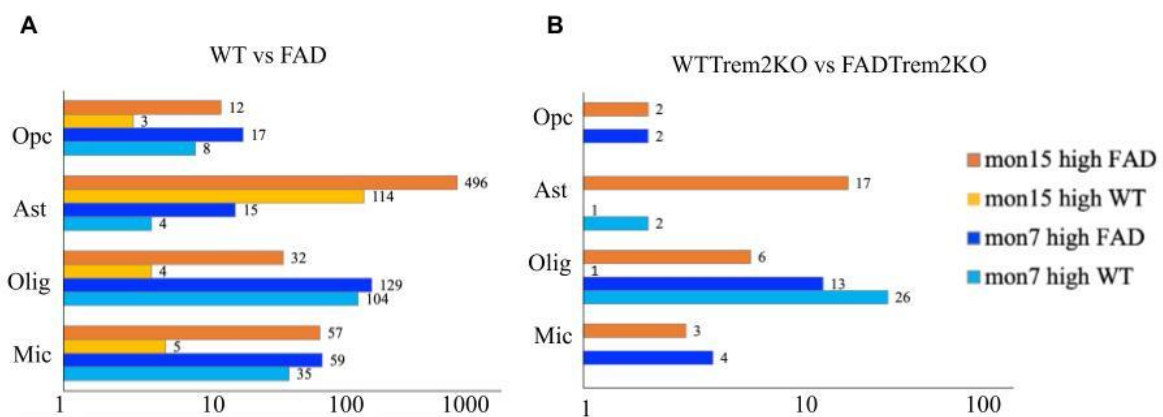 A
WT vs FAD
Opc
12
3
17
8
Ast
496
114
15
4
Olig
32
4
129
104
Mic
57
5
59
35
1 10 100 1000
B
WTTrem2KO vs FADTrem2KO
Opc
2
2
Ast
17
1
2
Olig
6
1
13
26
Mic
3
4
1 10 100
mon15 high FAD
mon15 high WT
mon7 high FAD
mon7 high WT